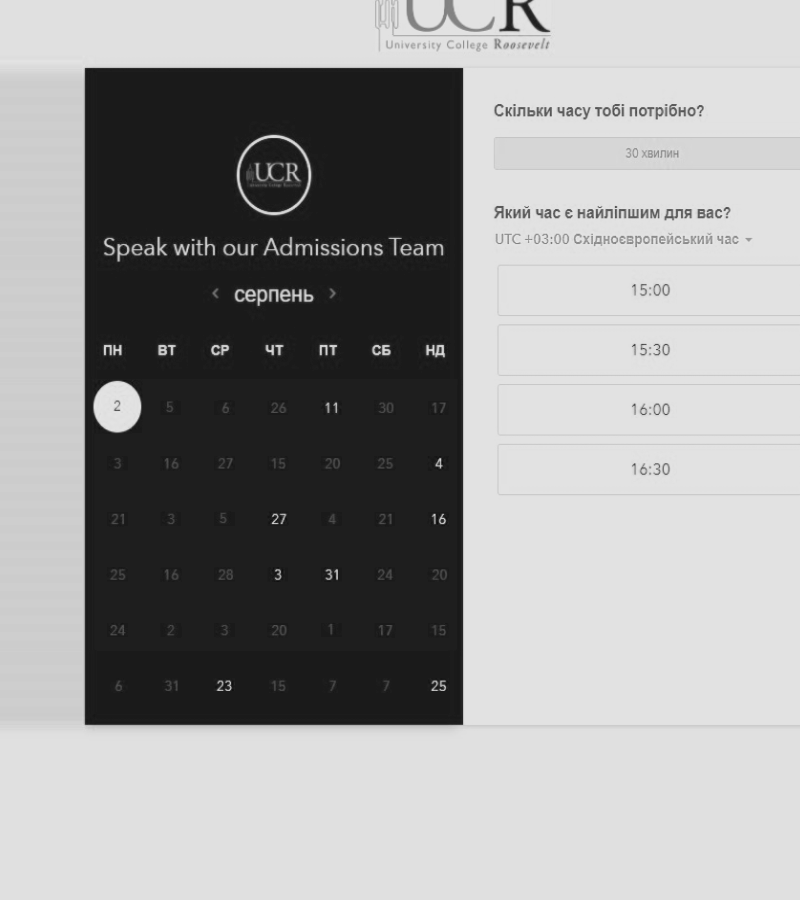 UCR
University College Roosevelt
UCR
Speak with our Admissions Team
< серпень >
ПН ВТ СР ЧТ ПТ СБ НД
2 5 6 26 11 30 17
3 16 27 15 20 25 4
21 3 5 27 4 21 16
25 16 28 3 31 24 20
24 2 3 20 1 17 15
6 31 23 15 7 7 25
Скільки часу тобі потрібно?
30 хвилин
Який час є найліпшим для вас?
UTC +03:00 Східноєвропейський час
15:00
15:30
16:00
16:30